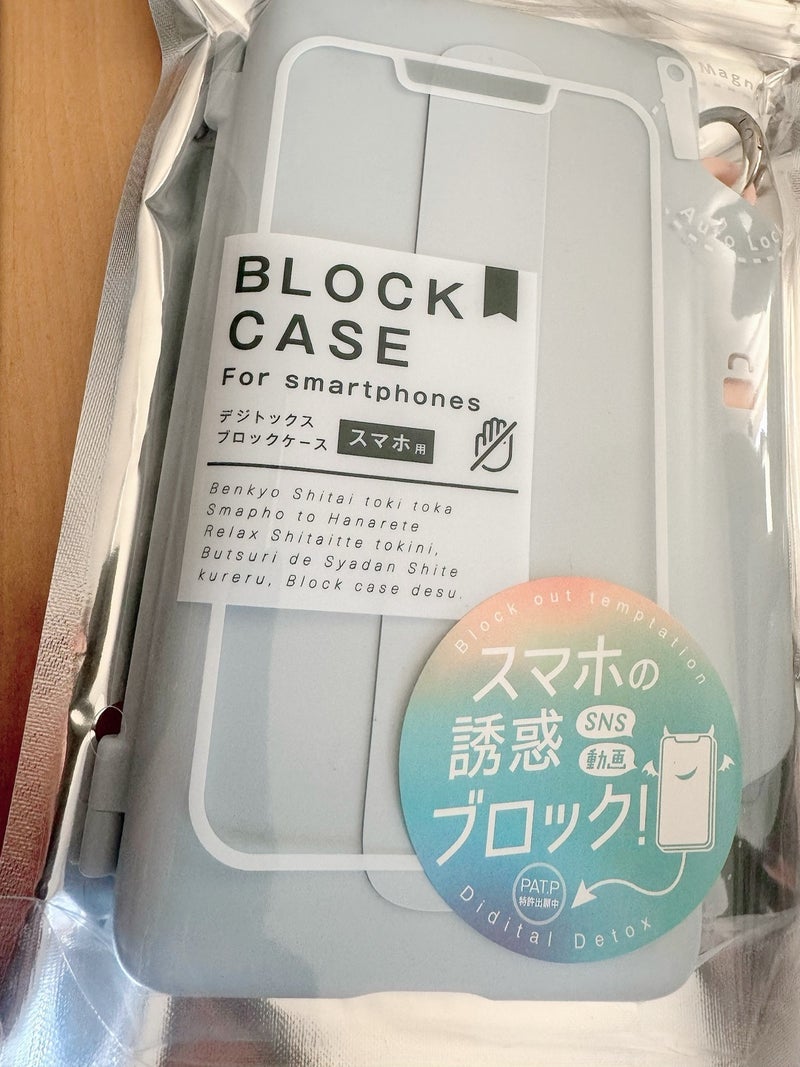 Magn
Auto Loc
BLOCK
CASE
For smartphones
デジトックス
ブロックケース
スマホ用
Benkyo Shitai toki toka
Smapho to Hanarete
Relax Shitaitte tokini,
Butsuri de Syadan Shite
kureru, Block case desu.
Block out temptation
スマホの
誘惑
SNS
動画
ブロック!
PAT.P
特許出願中
Didital Detox